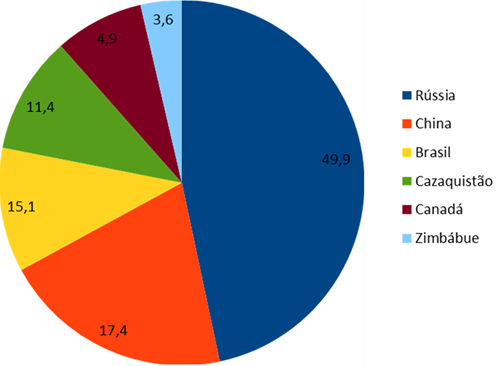 3,6
4,9
11,4
49,9
15,1
17,4
Rússia
China
Brasil
Cazaquistão
Canadá
Zimbábue